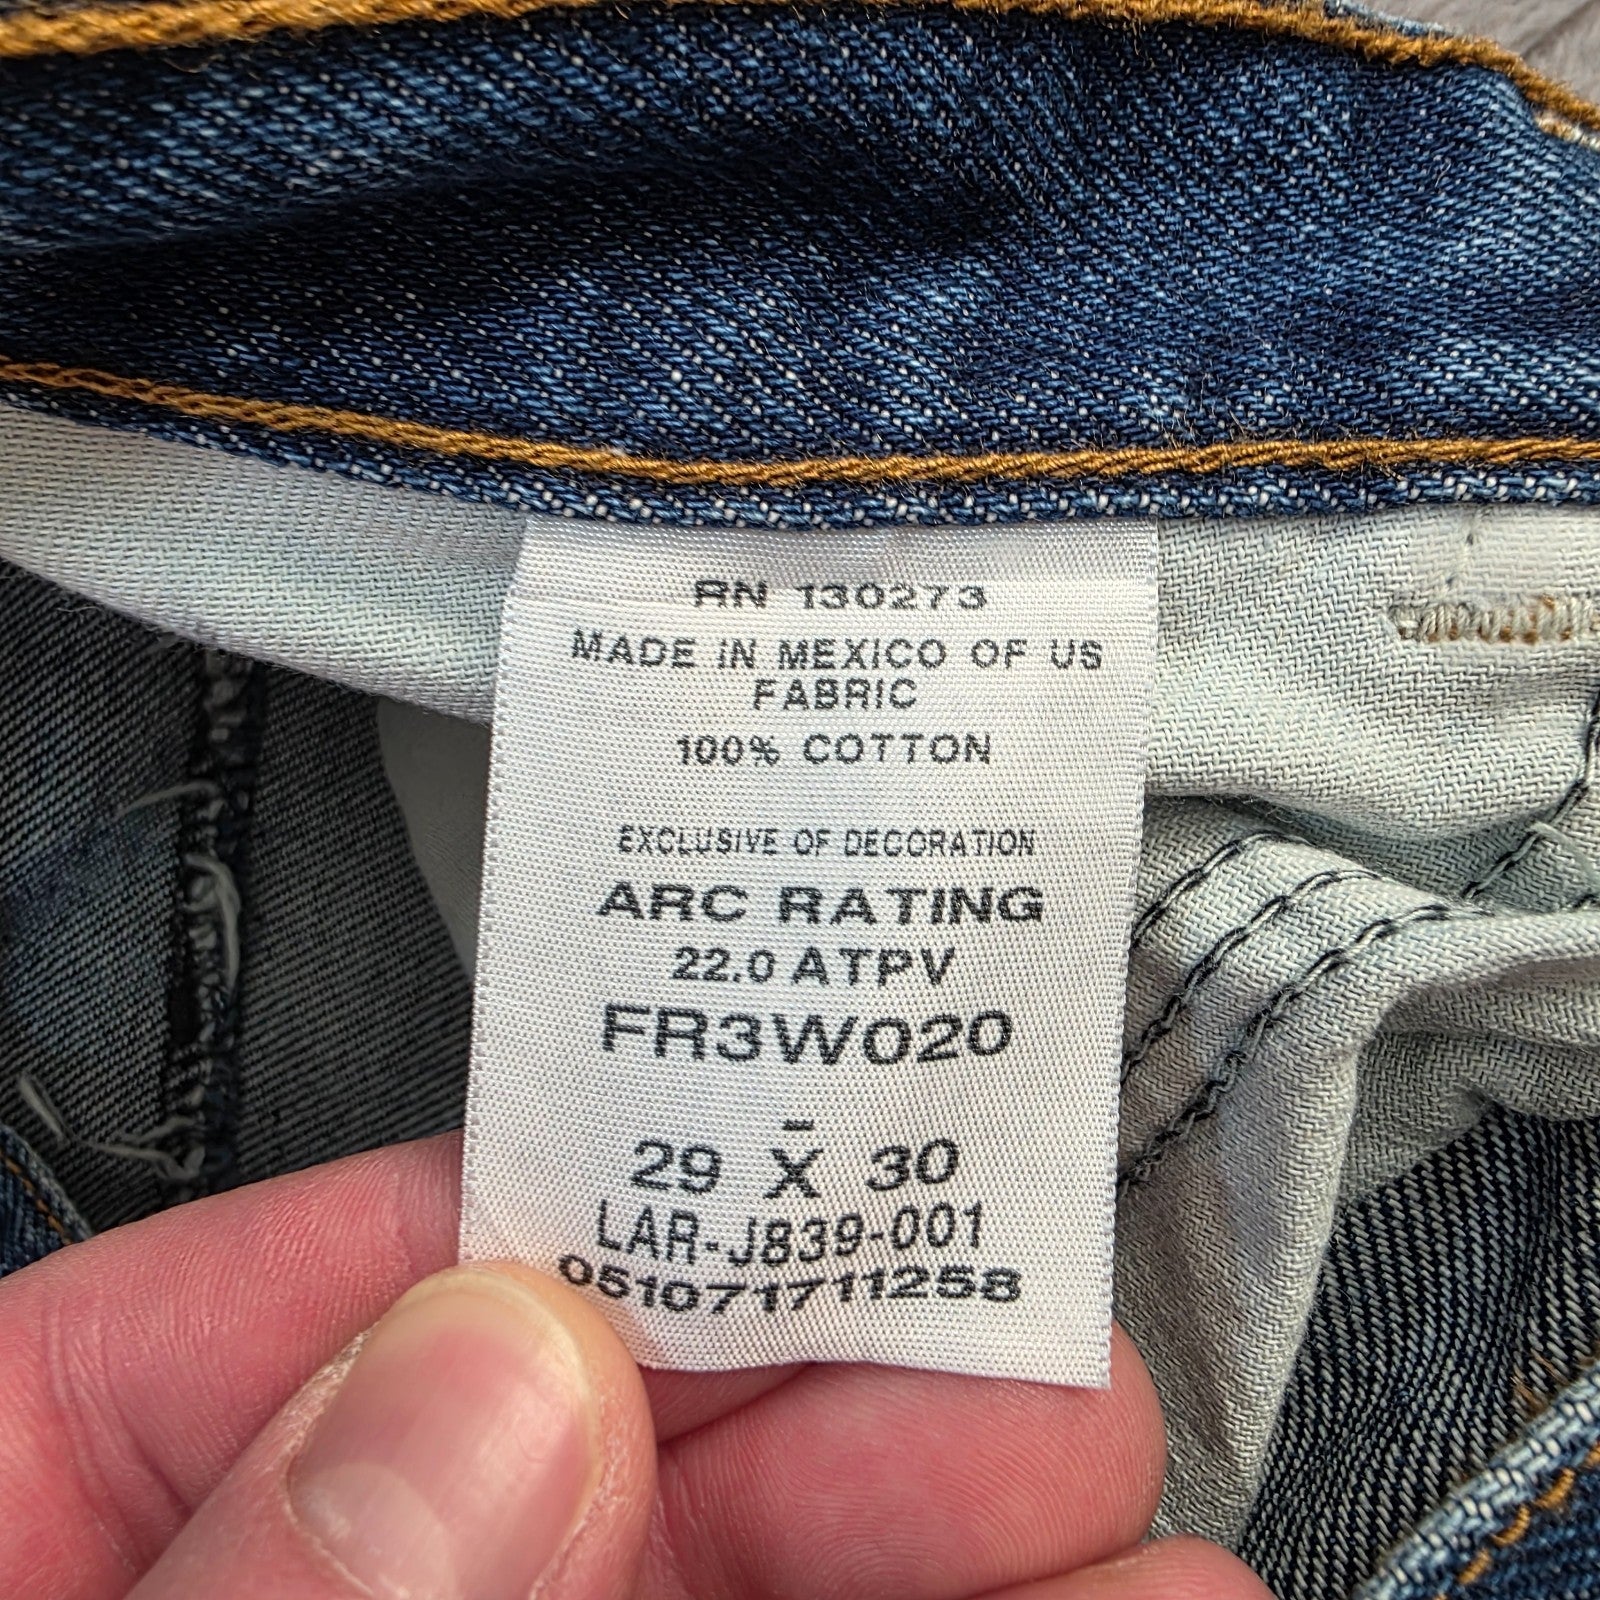 RN 130273
MADE IN MEXICO OF US
FABRIC
100% COTTON
EXCLUSIVE OF DECORATION
ARC RATING
22.0 ATPV
FR3W020
-
29 X 30
LAR-J839-001
051071711258